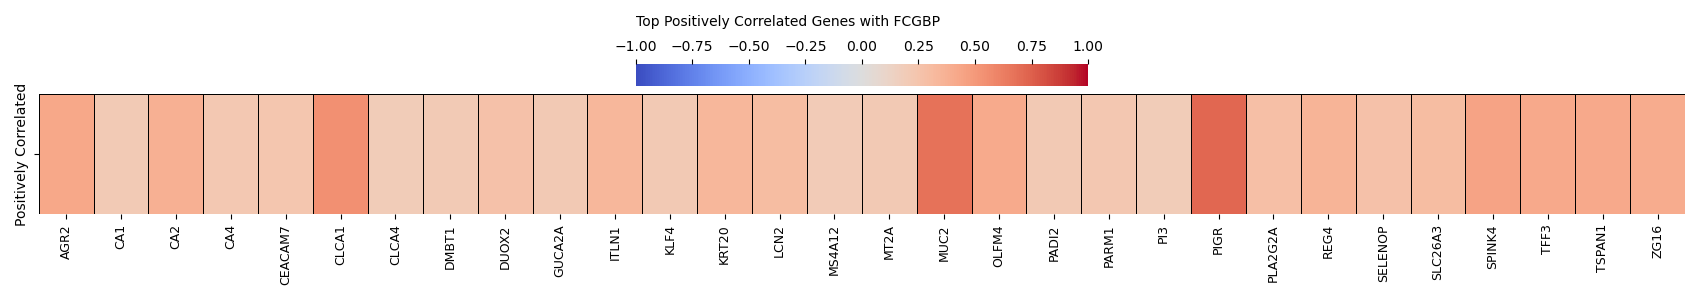 Top Positively Correlated Genes with FCGBP
−1.00 −0.75 −0.50 −0.25 0.00 0.25 0.50 0.75 1.00
Positively Correlated
AGR2 CA1 CA2 CA4 CEACAM7 CLCA1 CLCA4 DMBT1 DUOX2 GUCA2A ITLN1 KLF4 KRT20 LCN2 MS4A12 MT2A MUC2 OLFM4 PADI2 PARM1 PI3 PIGR PLA2G2A REG4 SELENOP SLC26A3 SPINK4 TFF3 TSPAN1 ZG16